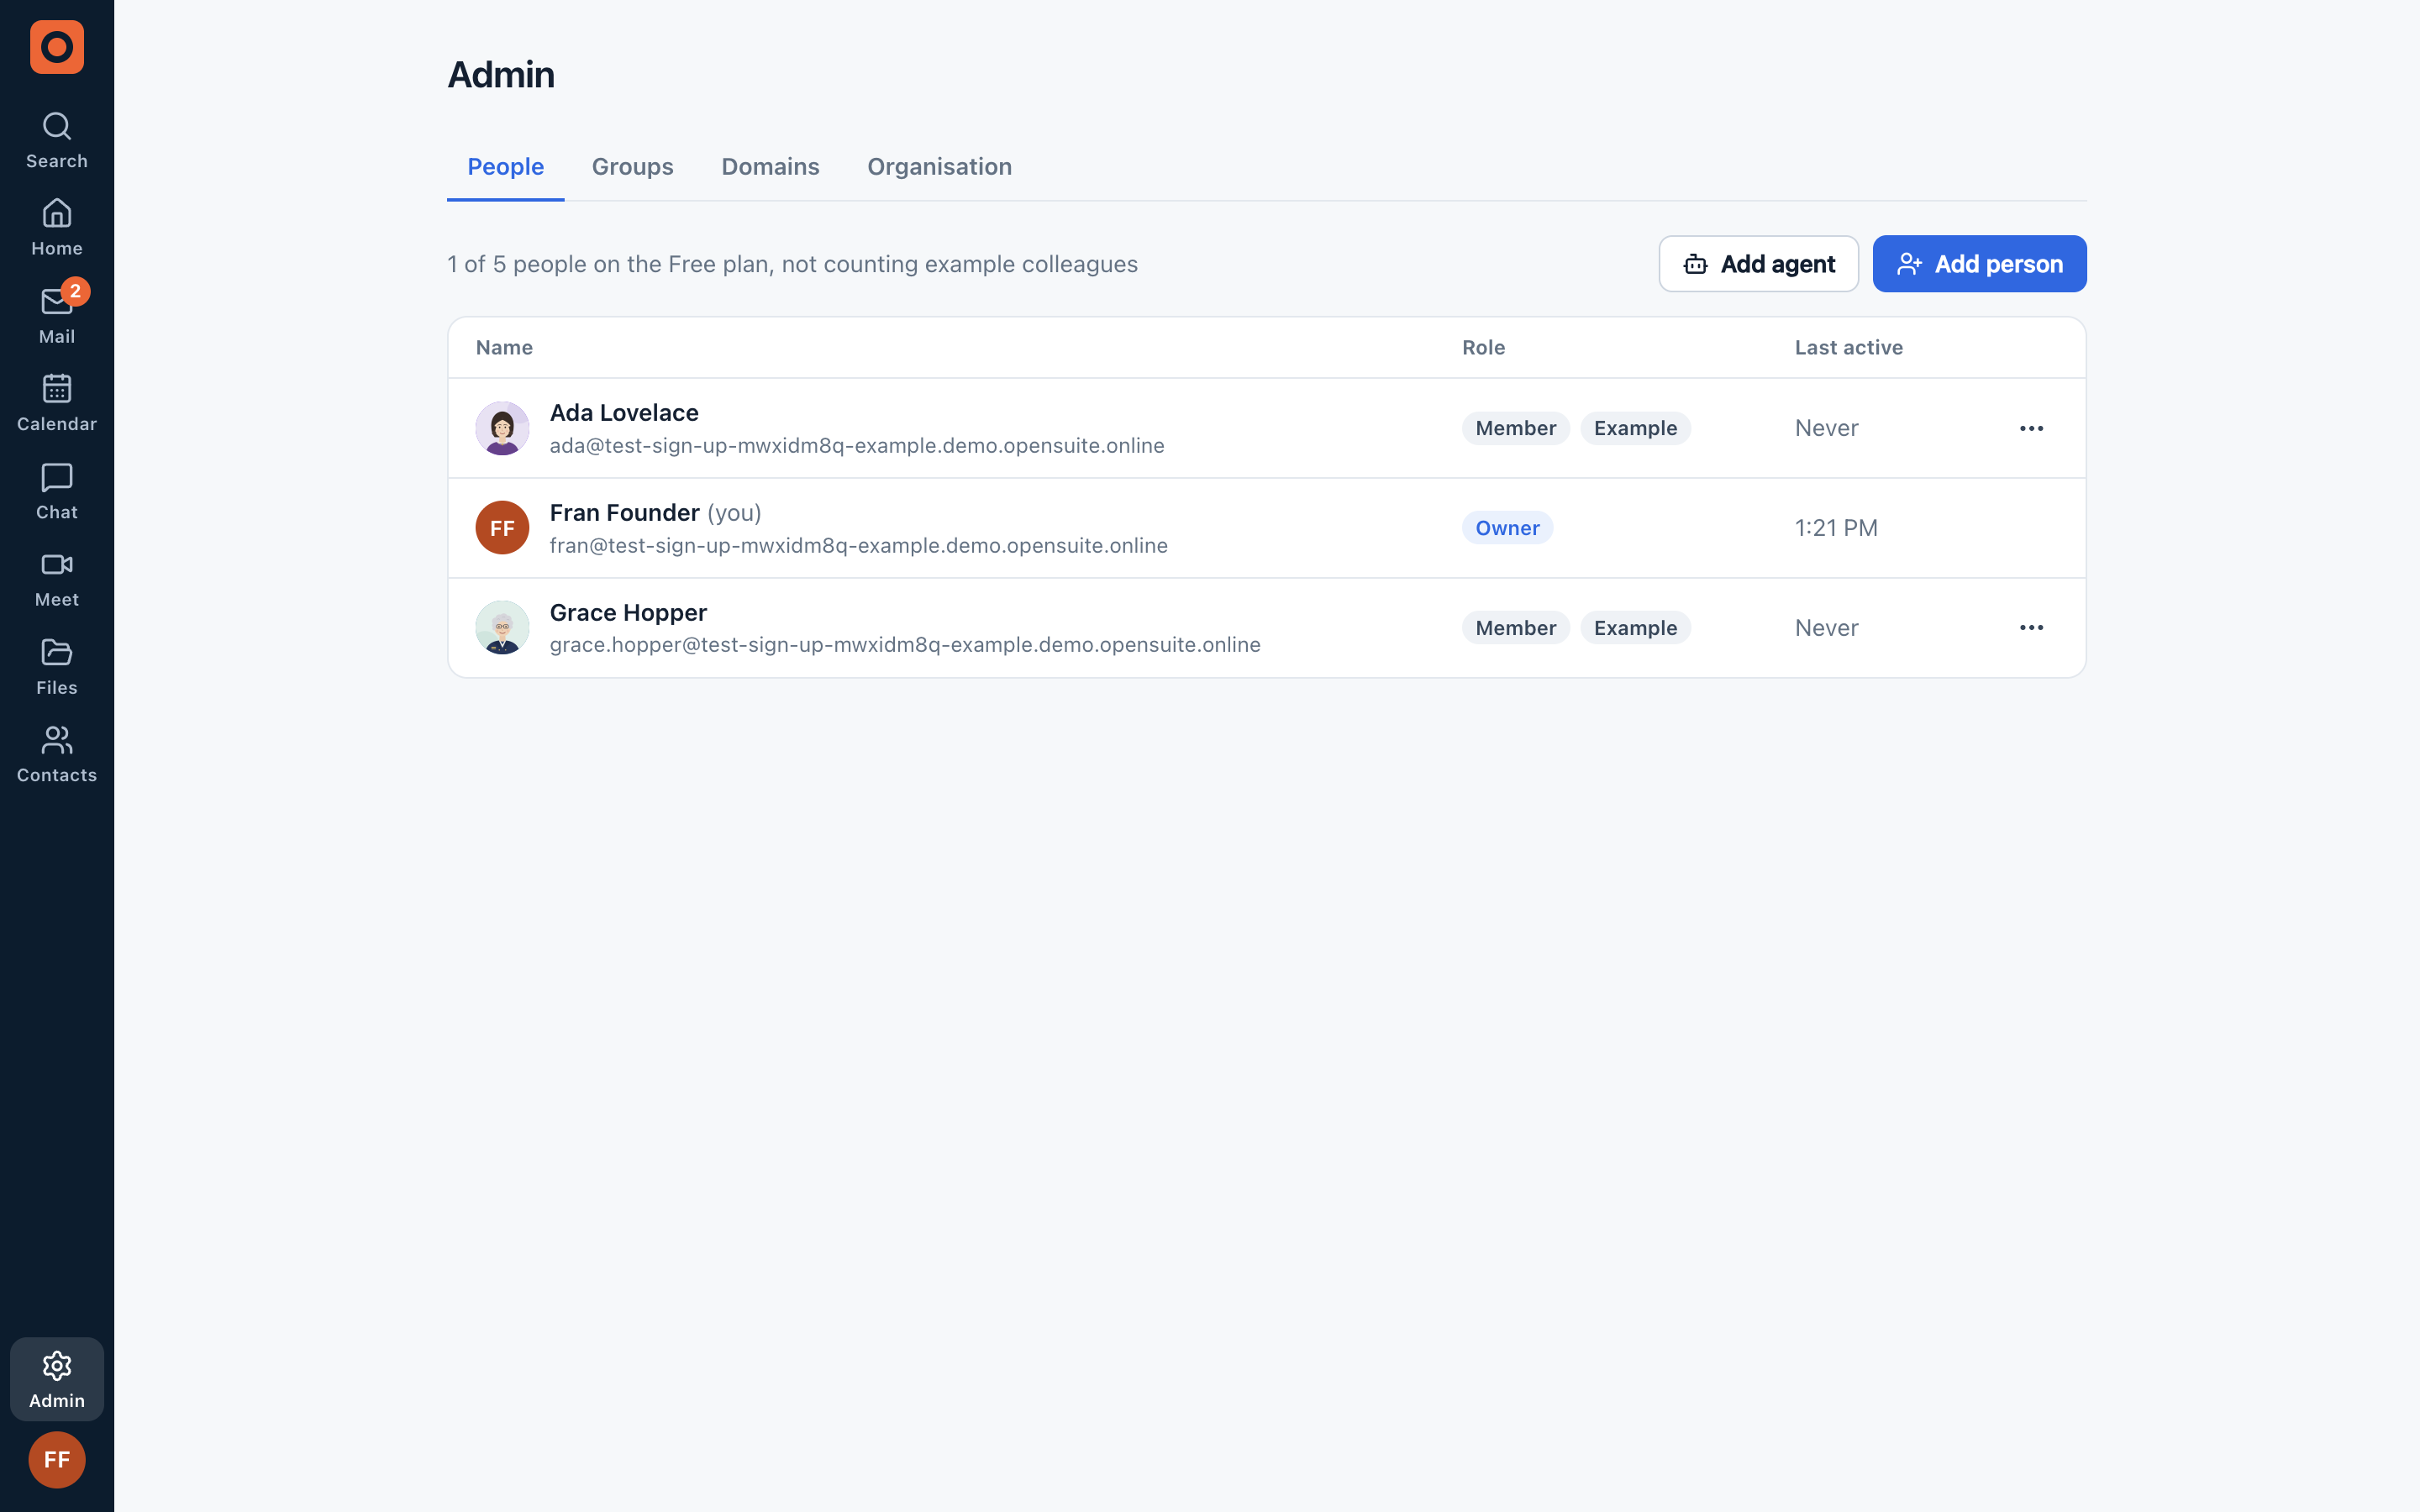 Search
Home
2
Mail
Calendar
Chat
Meet
Files
Contacts
Admin
FF
Admin
People Groups Domains Organisation
1 of 5 people on the Free plan, not counting example colleagues
Add agent Add person
Name Role Last active
Ada Lovelace
ada@test-sign-up-mwxidm8q-example.demo.opensuite.online
Member Example Never
FF
Fran Founder (you)
fran@test-sign-up-mwxidm8q-example.demo.opensuite.online
Owner 1:21 PM
Grace Hopper
grace.hopper@test-sign-up-mwxidm8q-example.demo.opensuite.online
Member Example Never